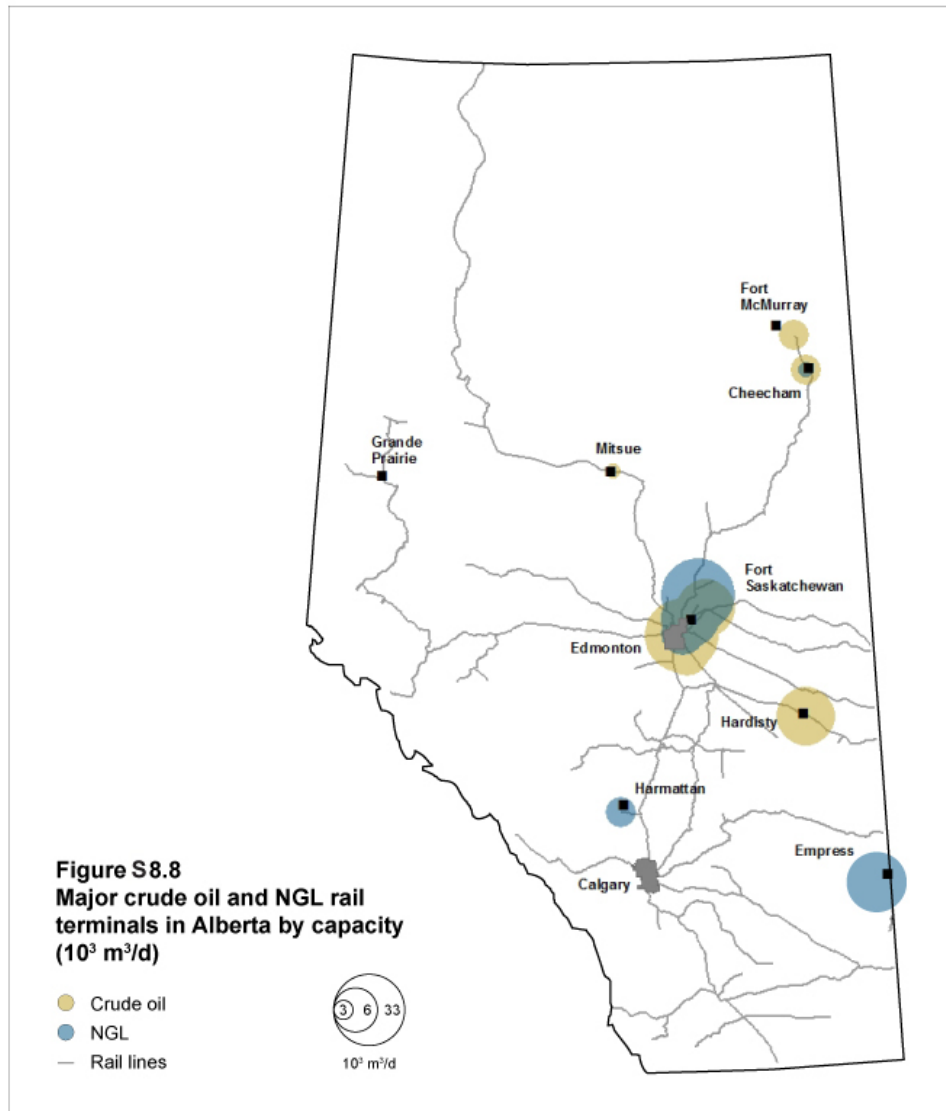 Fort
McMurray
Cheecham
Grande
Prairie
Mitsue
Fort
Saskatchewan
Edmonton
Hardisty
Harmattan
Empress
Calgary
Figure S8.8
Major crude oil and NGL rail
terminals in Alberta by capacity
(10³ m³/d)
Crude oil
NGL
Rail lines
3 6 33
10³ m³/d